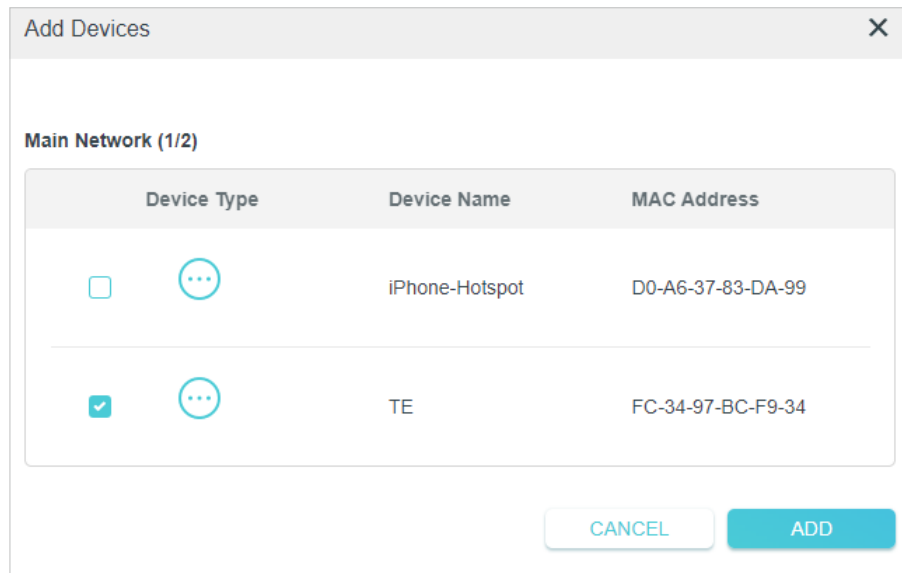 Add Devices
Main Network (1/2)
Device Type Device Name MAC Address
iPhone-Hotspot D0-A6-37-83-DA-99
TE FC-34-97-BC-F9-34
CANCEL ADD